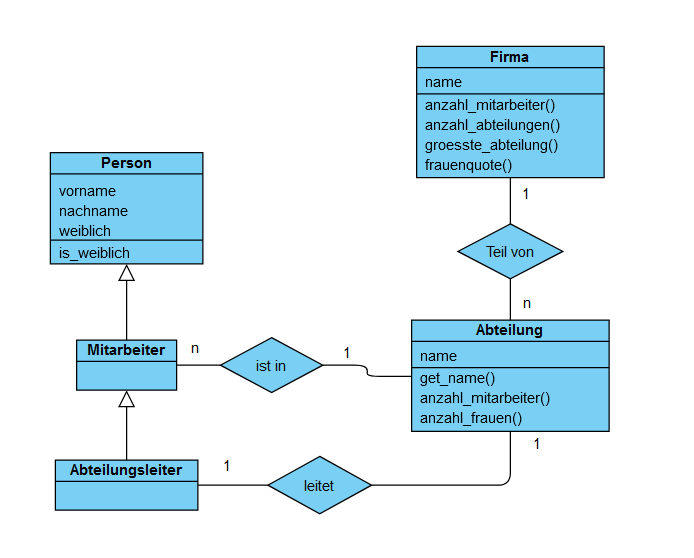 Firma
name
anzahl_mitarbeiter()
anzahl_abteilungen()
groesste_abteilung()
frauenquote()
1
Person
vorname
nachname
weiblich
is_weiblich
Teil von
n
Abteilung
name
get_name()
anzahl_mitarbeiter()
anzahl_frauen()
Mitarbeiter
n
ist in
1
1
Abteilungsleiter
1
leitet